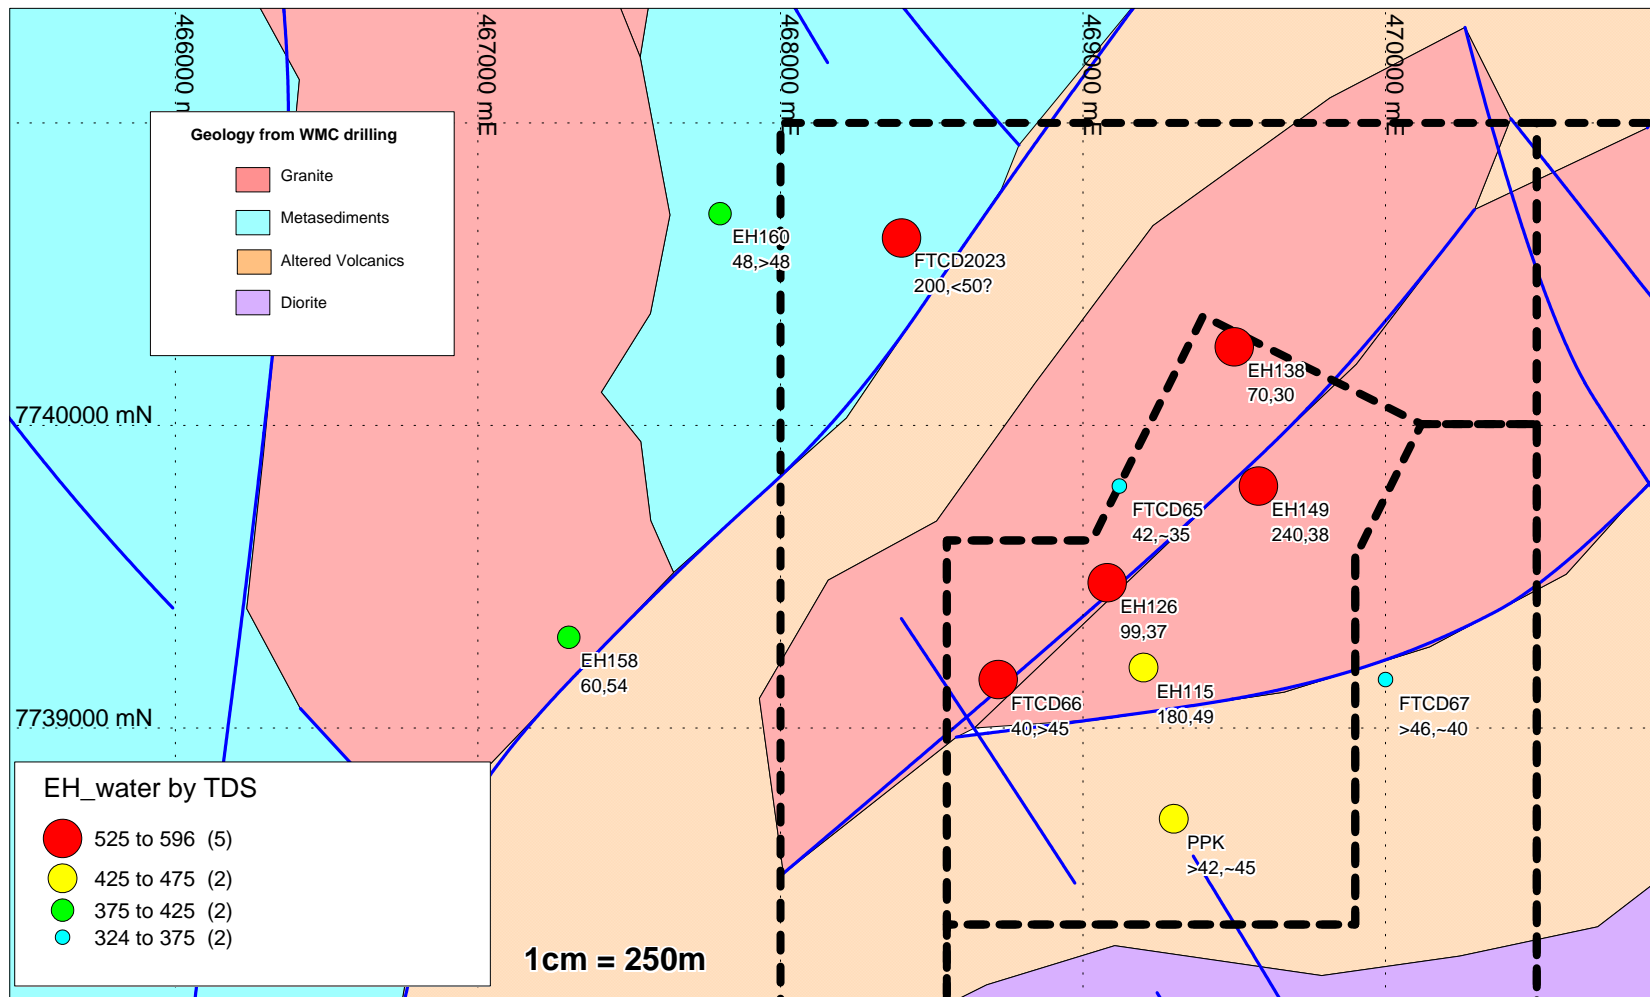 466000 m
467000 mE
468000 mE
469000 mE
470000 mE
Geology from WMC drilling
Granite
Metasediments
Altered Volcanics
Diorite
EH160
48,>48
FTCD2023
200,<50?
EH138
70,30
7740000 mN
FTCD65
42,~35
EH149
240,38
EH126
99,37
EH158
60,54
FTCD66
40,>45
EH115
180,49
FTCD67
>46,~40
7739000 mN
PPK
>42,~45
EH_water by TDS
525 to 596 (5)
425 to 475 (2)
375 to 425 (2)
324 to 375 (2)
1cm = 250m